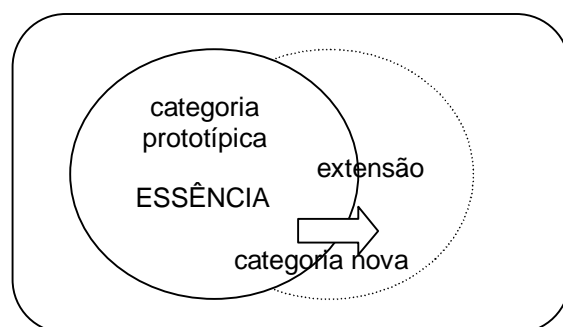 categoria
prototípica
extensão
ESSÊNCIA
categoria nova